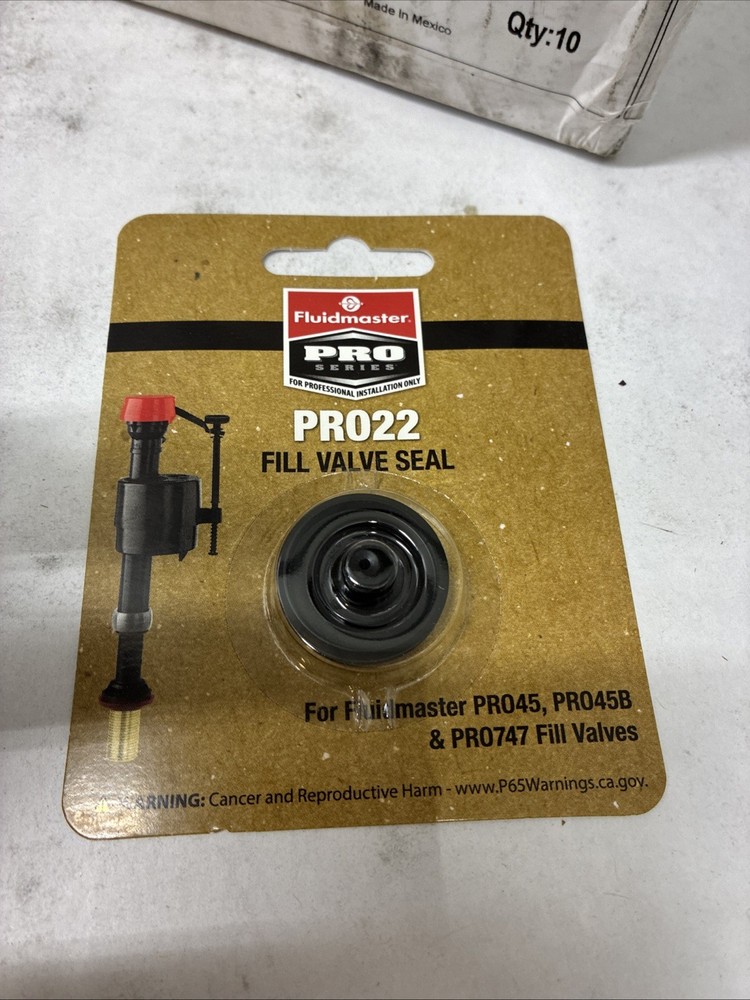 Made In Mexico
Qty:10
Fluidmaster
PRO
SERIES
FOR PROFESSIONAL INSTALLATION ONLY
PRO22
FILL VALVE SEAL
For Fluidmaster PRO45, PRO45B
& PRO747 Fill Valves
WARNING: Cancer and Reproductive Harm - www.P65Warnings.ca.gov.